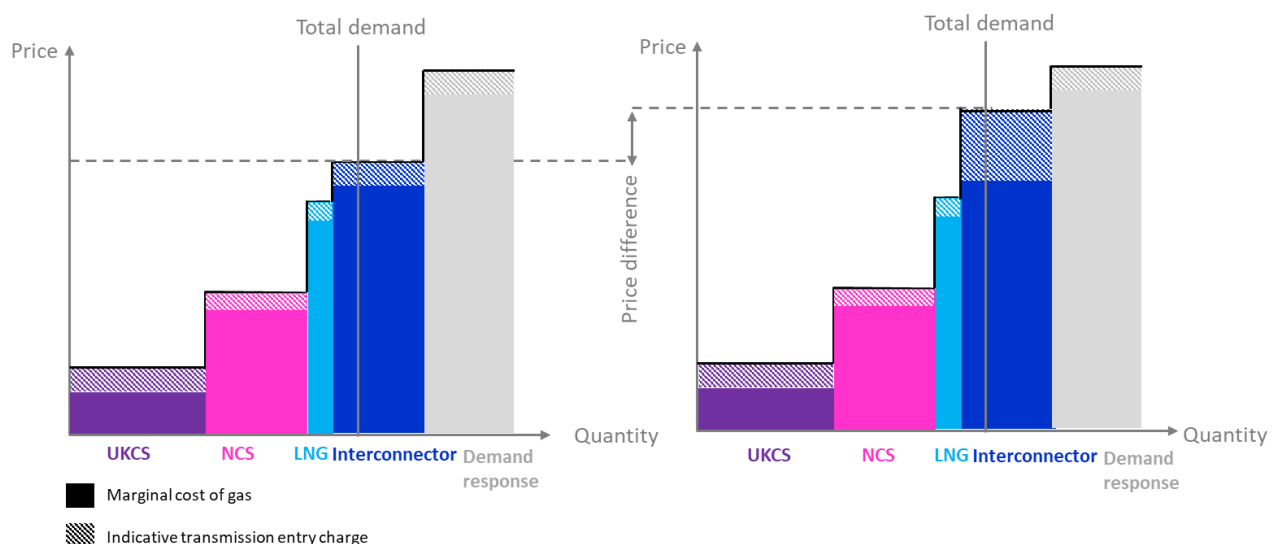 Total demand
Price
Quantity
UKCS
NCS
LNG
Interconnector
Demand
response
Marginal cost of gas
Indicative transmission entry charge
Price difference
Total demand
Price
Quantity
UKCS
NCS
LNG
Interconnector
Demand
response